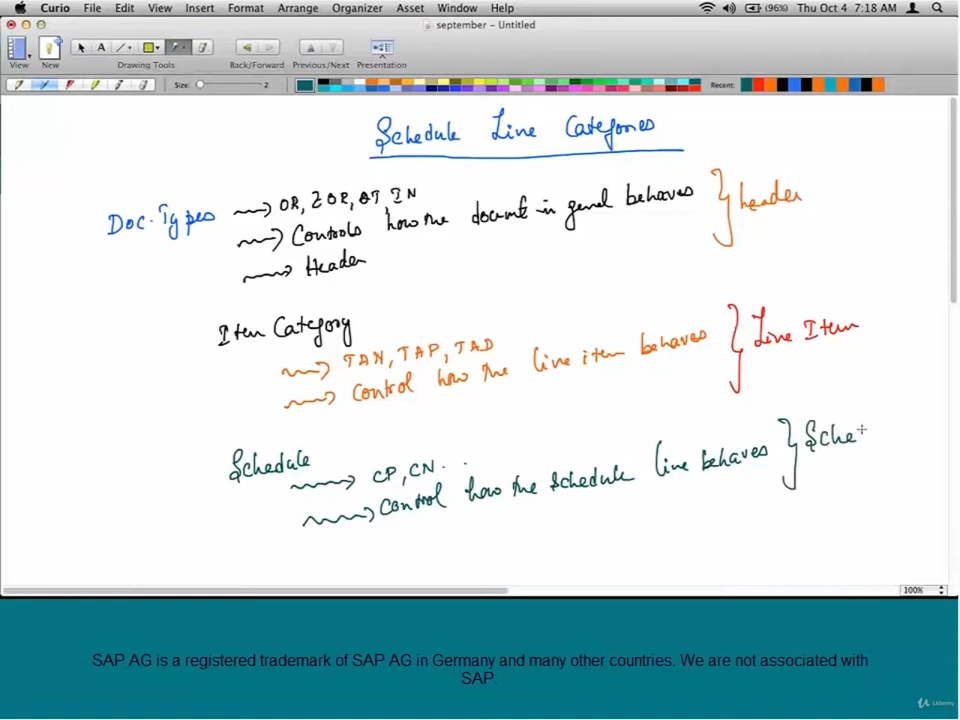 Curio File Edit View Insert Format Arrange Organizer Asset Window Help (96%) Thu Oct 4 7:18 AM
september - Untitled
View New Drawing Tools Back/Forward Previous/Next Presentation
Size: 2 Recent:
Schedule Line Categories
Doc. Types OR, ZOR, QT, IN
Controls how the documt in genel behaves
Header
header
Item Category
TAN, TAP, TAD
Control how the line item behaves
Line Item
Schedule
CP, CN.
Control how the Schedule line behaves
Sche
100%
SAP AG is a registered trademark of SAP AG in Germany and many other countries. We are not associated with
SAP.
Udemy